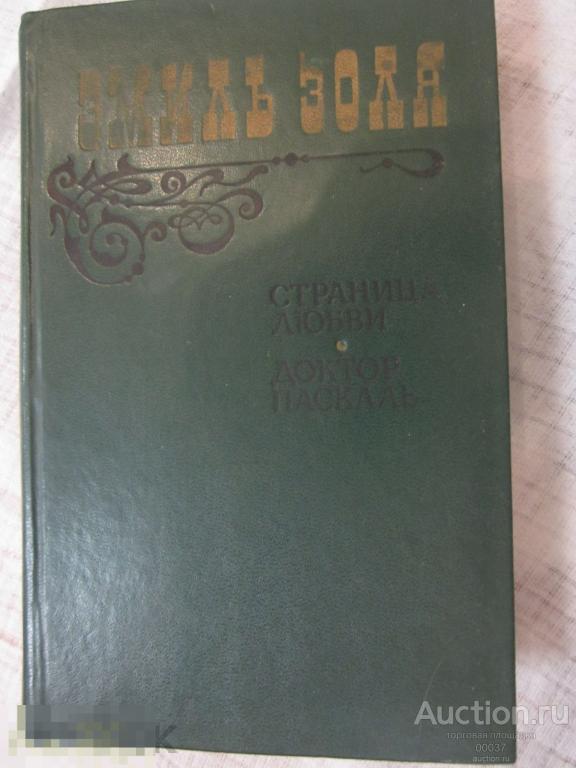 ЭМИЛЬ ЗОЛЯ
СТРАНИЦА
ЛЮБВИ
ДОКТОР
ПАСКАЛЬ
Auction.ru
торговая площадка
00037
auction.ru